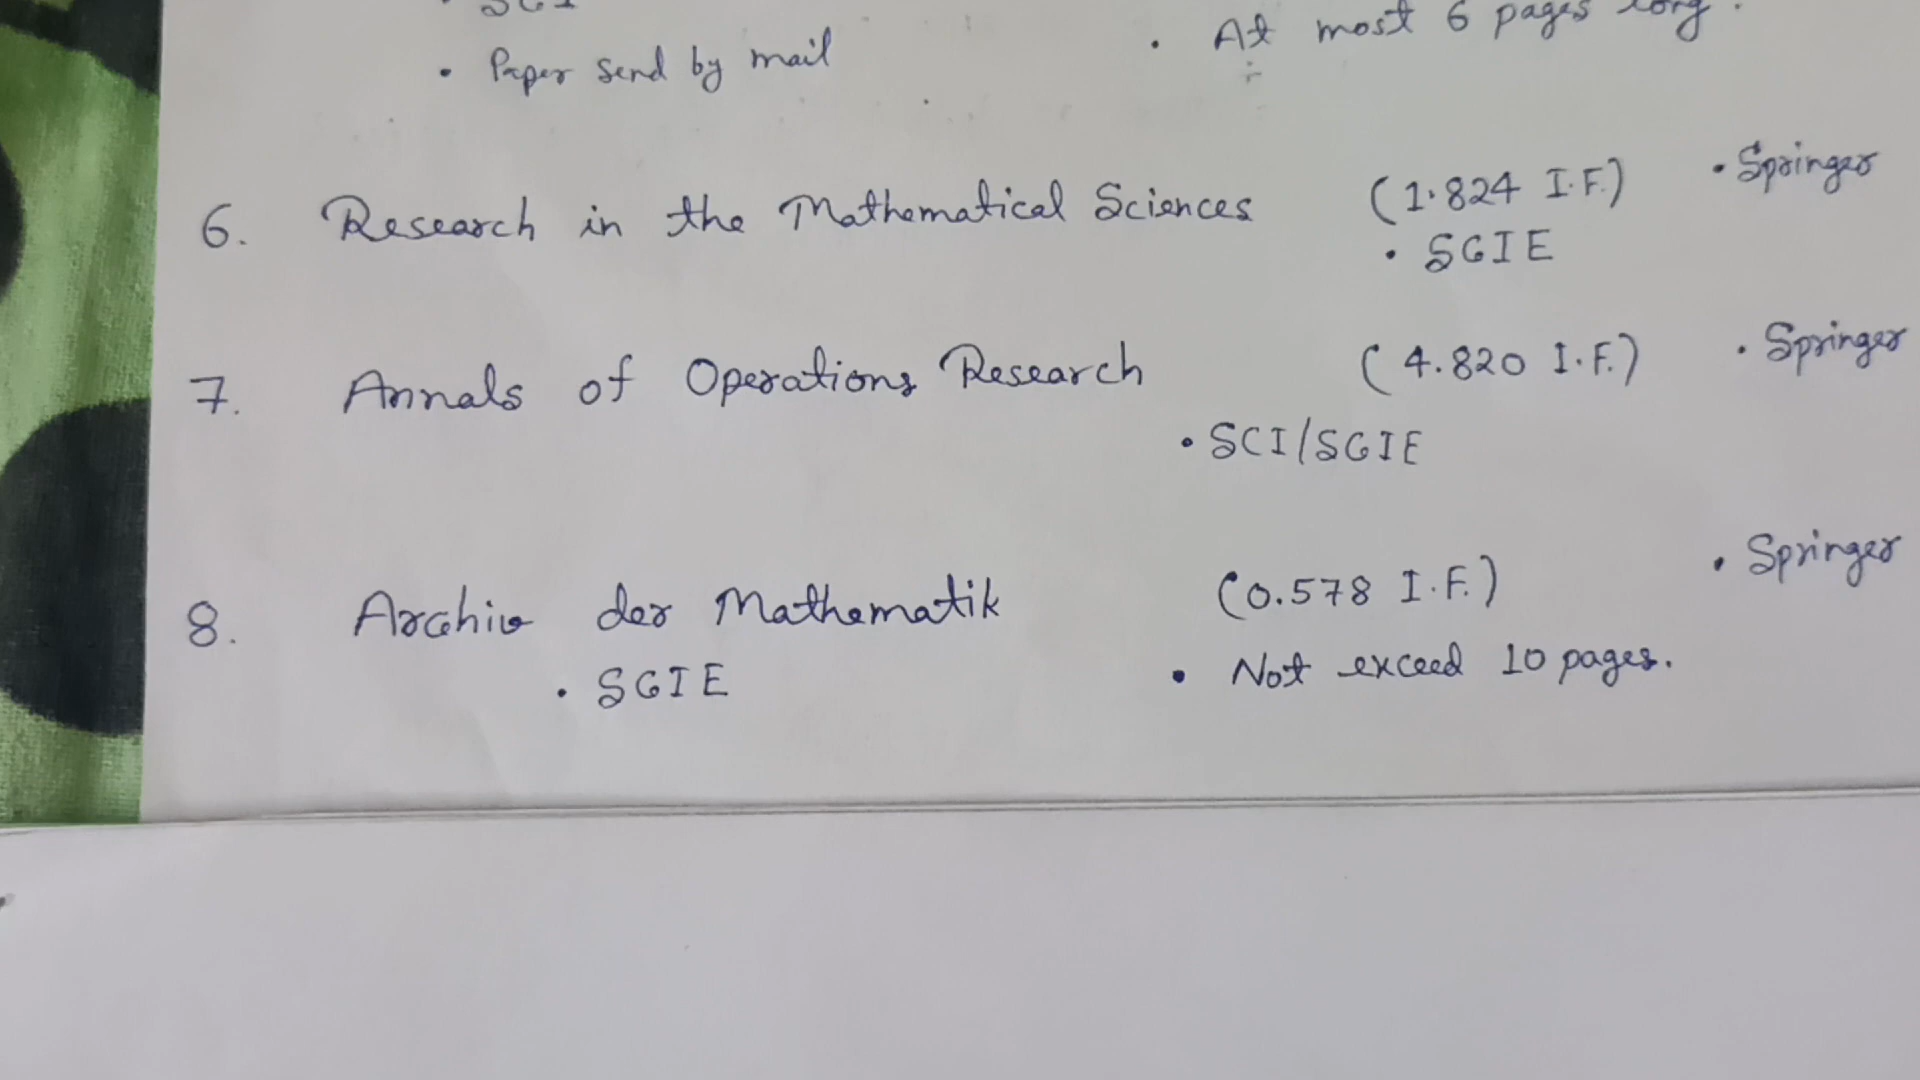 SCI
• Paper send by mail • At most 6 pages long.
6. Research in the Mathematical Sciences (1.824 I.F.) • Springer
• SCIE
7. Annals of Operations Research (4.820 I.F.) • Springer
• SCI/SCIE
8. Archiv der Mathematik (0.578 I.F.) • Springer
• SCIE • Not exceed 10 pages.